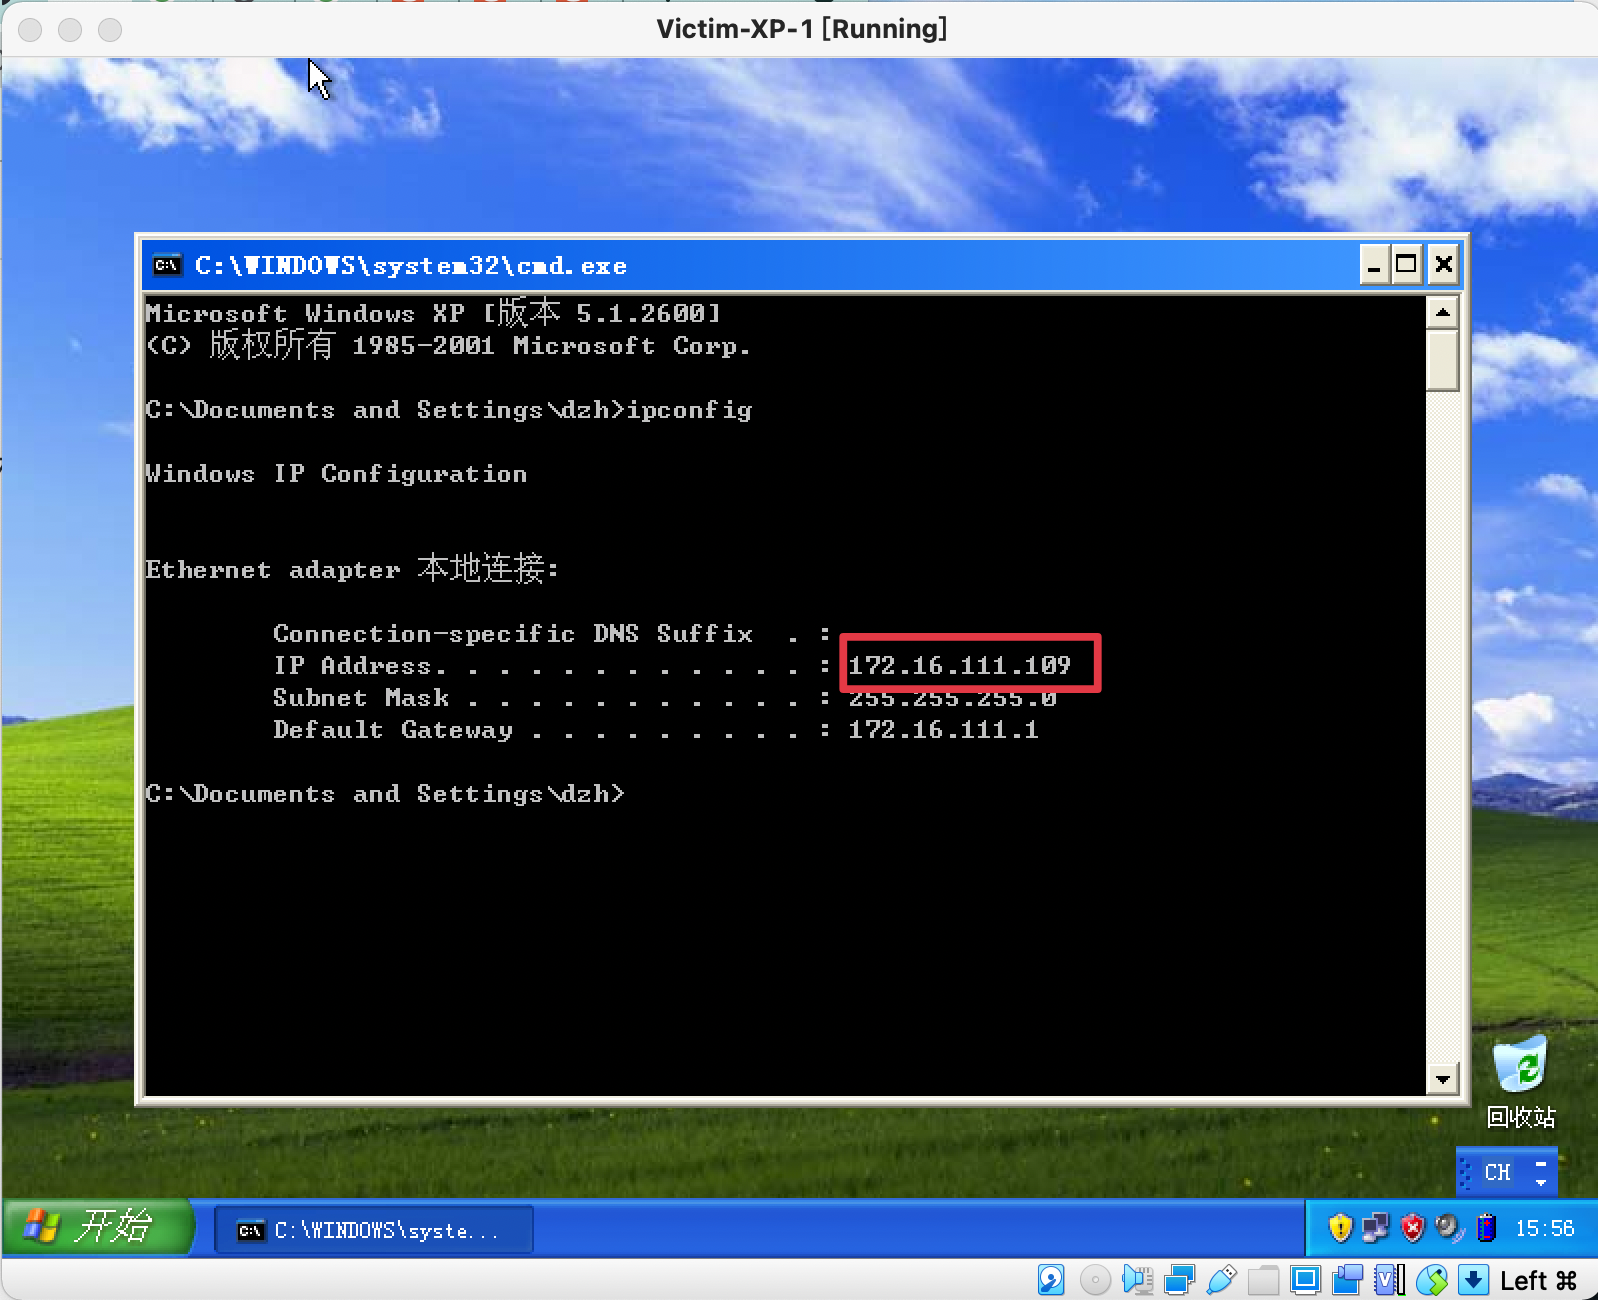 Victim-XP-1 [Running]
C:\WINDOWS\system32\cmd.exe
Microsoft Windows XP [版本 5.1.2600]
(C) 版权所有 1985-2001 Microsoft Corp.
C:\Documents and Settings\dzh>ipconfig
Windows IP Configuration
Ethernet adapter 本地连接:
Connection-specific DNS Suffix  . :
IP Address. . . . . . . . . . . . : 172.16.111.109
Subnet Mask . . . . . . . . . . . : 255.255.255.0
Default Gateway . . . . . . . . . : 172.16.111.1
C:\Documents and Settings\dzh>
回收站
CH
开始
C:\WINDOWS\syste...
15:56
Left ⌘